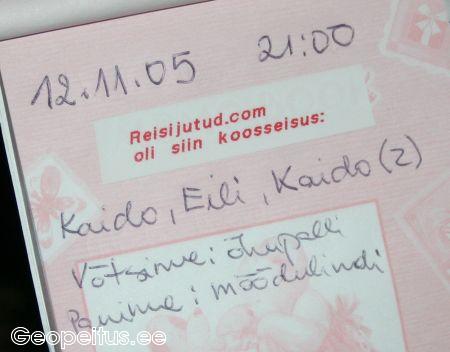 12.11.05 21:00
Reisijutud.com
oli siin koosseisus:
Kaido, Eili, Kaido (2)
Võtsime: õhupalli
Panime: mõõdulindi
Geopeitus.ee